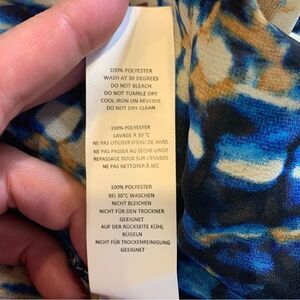 100% POLYESTER
WASH AT 30 DEGREES
DO NOT BLEACH
DO NOT TUMBLE DRY
COOL IRON ON REVERSE
DO NOT DRY CLEAN
100% POLYESTER
LAVAGE À 30 °C
NE PAS UTILISER D'EAU DE JAVEL
NE PAS PASSER AU SÈCHE-LINGE
REPASSAGE DOUX SUR L'ENVERS
NE PAS NETTOYER À SEC
100% POLYESTER
BEI 30°C WASCHEN
NICHT BLEICHEN
NICHT FÜR DEN TROCKNER
GEEIGNET
AUF DER RÜCKSEITE KÜHL
BÜGELN
NICHT FÜR TROCKENREINIGUNG
GEEIGNET